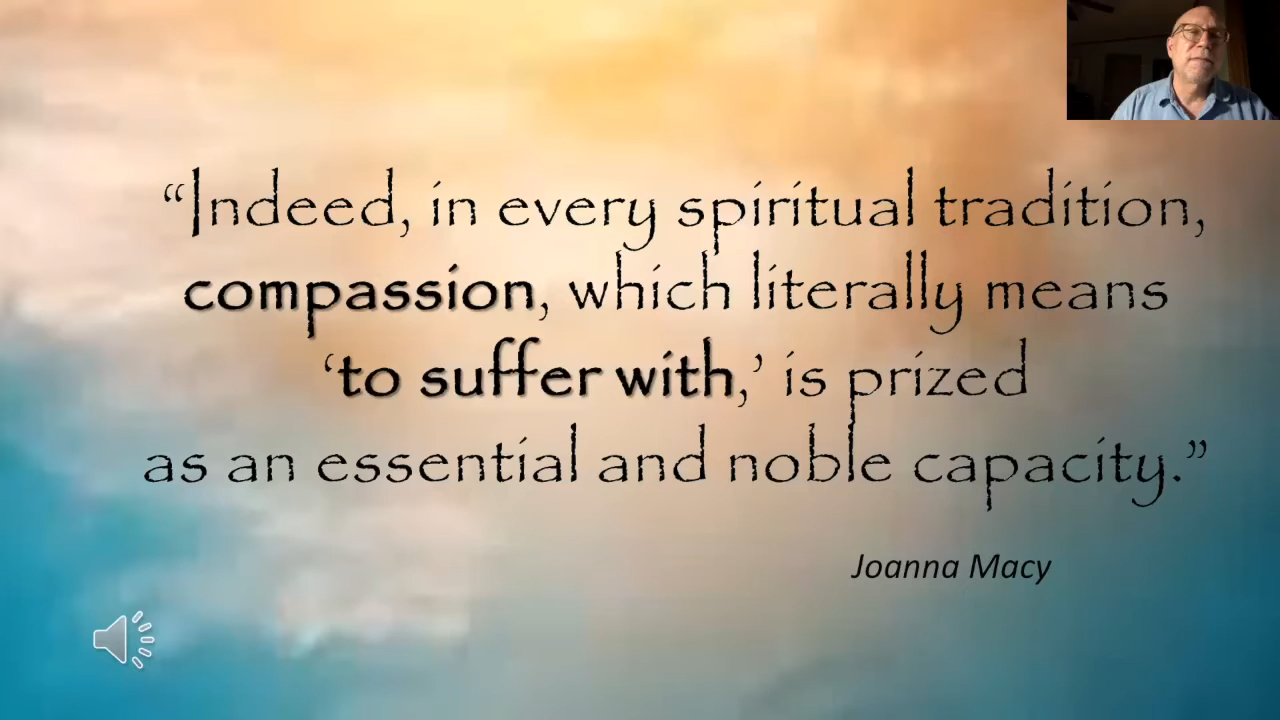 “Indeed, in every spiritual tradition,
compassion, which literally means
‘to suffer with,’ is prized
as an essential and noble capacity.”
Joanna Macy